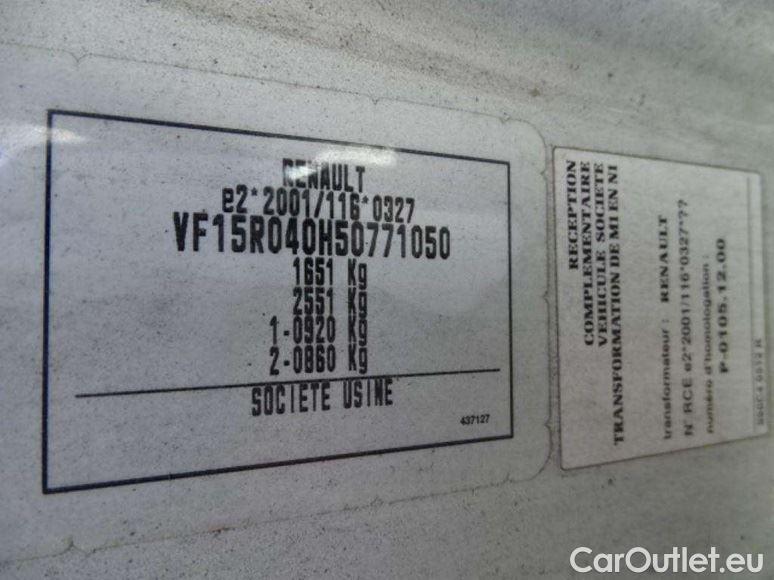 RENAULT
e2*2001/116*0327
VF15R040H50771050
1651 Kg
2551 Kg
1-0920 Kg
2-0860 Kg
SOCIETE USINE
437127
RECEPTION
COMPLEMENTAIRE
VEHICULE SOCIETE
TRANSFORMATION DE MI EN NI
transformateur : RENAULT
N° RCE e2*2001/116*0327*??
numéro d'homologation :
P-0105.12.00
CarOutlet.eu